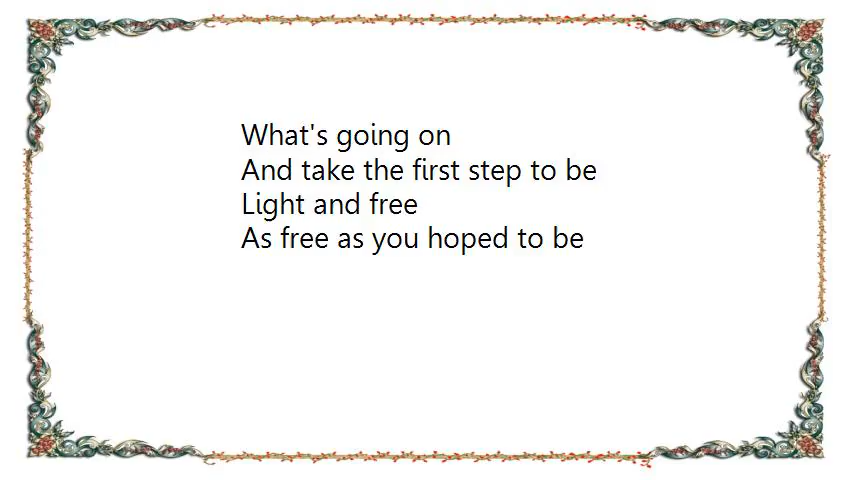 What's going on
And take the first step to be
Light and free
As free as you hoped to be